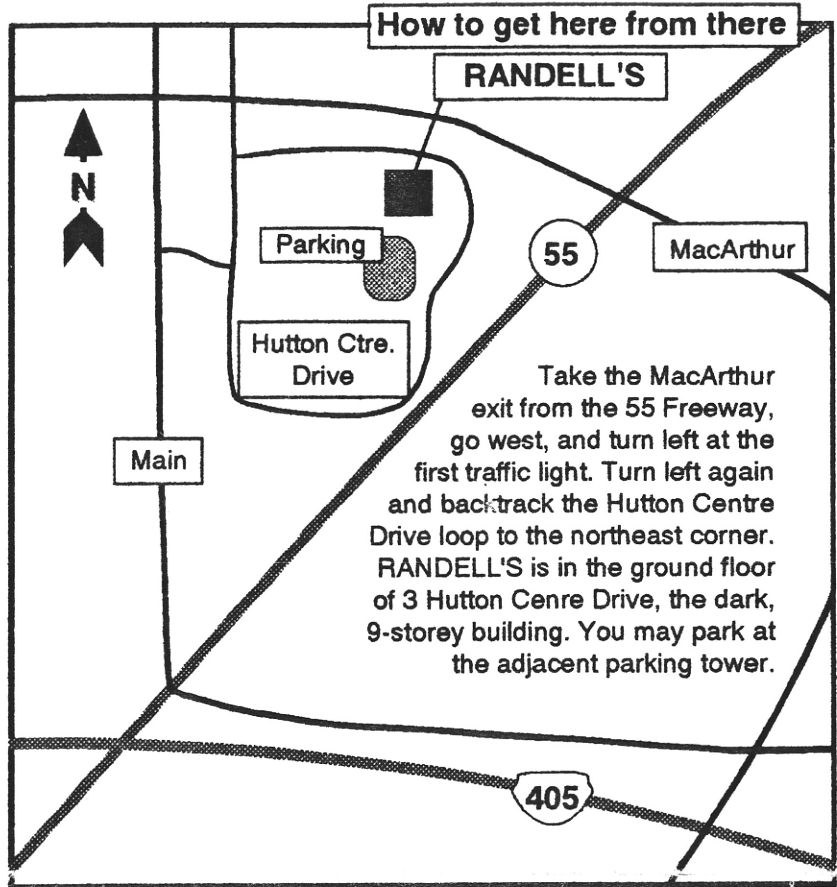 How to get here from there
RANDELL'S
N
Parking
55
MacArthur
Hutton Ctre.
Drive
Main
Take the MacArthur
exit from the 55 Freeway,
go west, and turn left at the
first traffic light. Turn left again
and backtrack the Hutton Centre
Drive loop to the northeast corner.
RANDELL'S is in the ground floor
of 3 Hutton Cenre Drive, the dark,
9-storey building. You may park at
the adjacent parking tower.
405